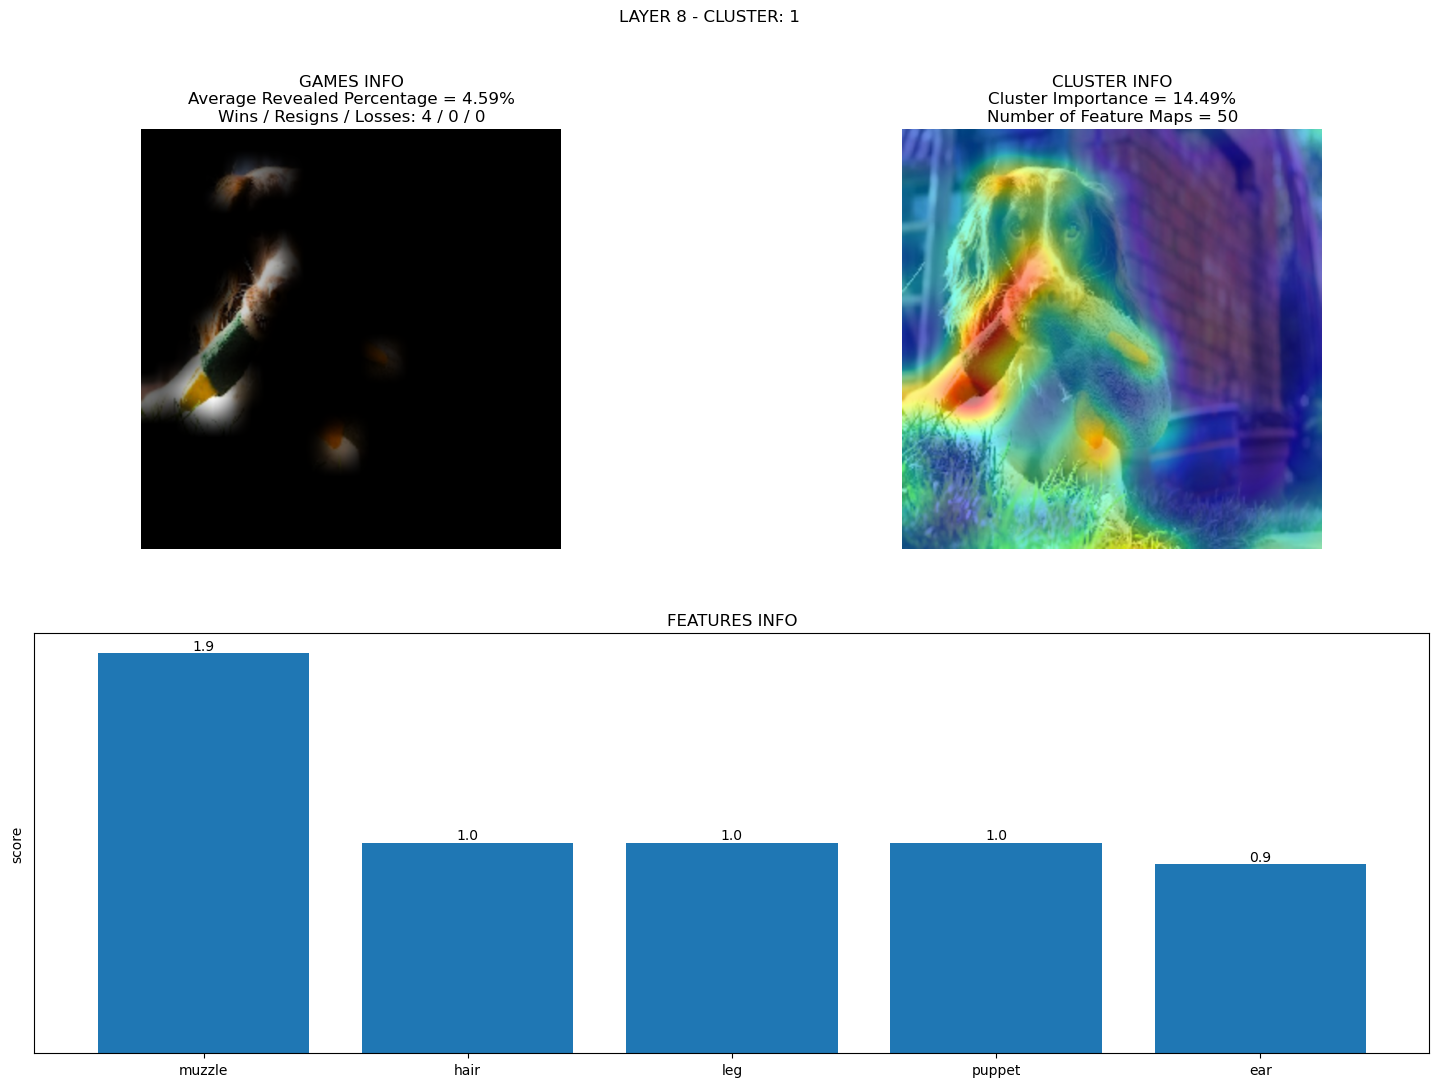 LAYER 8 - CLUSTER: 1
GAMES INFO
Average Revealed Percentage = 4.59%
Wins / Resigns / Losses: 4 / 0 / 0
CLUSTER INFO
Cluster Importance = 14.49%
Number of Feature Maps = 50
FEATURES INFO
score
1.9
1.0
1.0
1.0
0.9
muzzle
hair
leg
puppet
ear